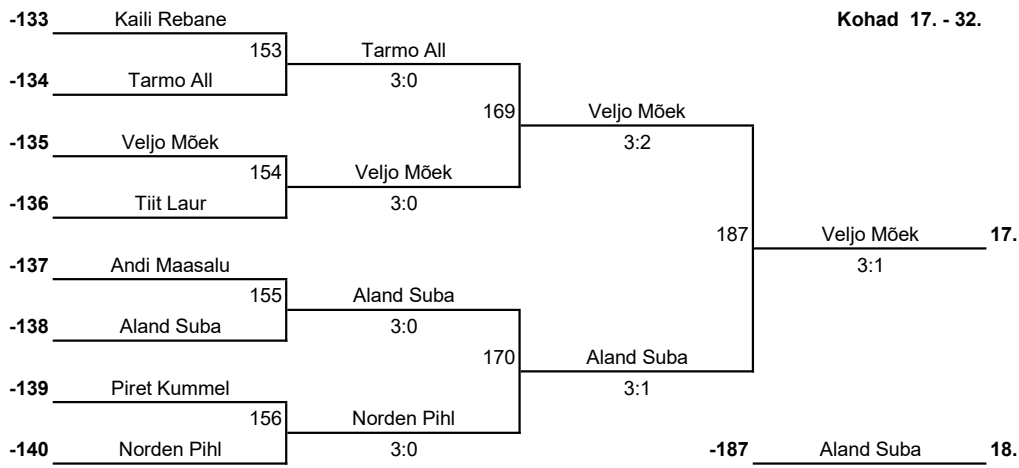 -133 Kaili Rebane Kohad 17. - 32.
153 Tarmo All
-134 Tarmo All 3:0
169 Veljo Mõek
-135 Veljo Mõek 3:2
154 Veljo Mõek
-136 Tiit Laur 3:0
187 Veljo Mõek 17.
-137 Andi Maasalu 3:1
155 Aland Suba
-138 Aland Suba 3:0
170 Aland Suba
-139 Piret Kummel 3:1
156 Norden Pihl
-140 Norden Pihl 3:0 -187 Aland Suba 18.